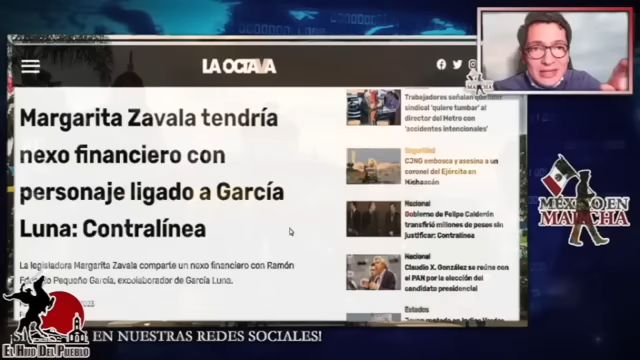 LA OCTAVA
Margarita Zavala tendría
nexo financiero con
personaje ligado a García
Luna: Contralínea
La legisladora Margarita Zavala comparte un nexo financiero con Ramón
Pequeño García, excolaborador de García Luna.
Trabajadores señalan que
sindical 'quiere tumbar' al
director del Metro con
'accidentes intencionales'
Seguridad
CJNG embosca y asesina a un
coronel del Ejército en
Michoacán
Nacional
Gobierno de Felipe Calderón
transfirió millones de pesos sin
justificar: Contralínea
Nacional
Claudio X. González se reúne con
el PAN por la elección del
candidato presidencial
Estados
MARCHA
MÉXICO EN
MARCHA
EN NUESTRAS REDES SOCIALES!
EL HIJO DEL PUEBLO